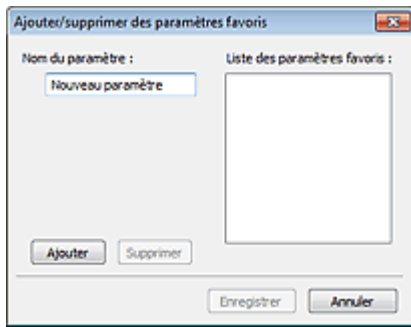 Ajouter/supprimer des paramètres favoris
Nom du paramètre :
Liste des paramètres favoris :
Nouveau paramètre
Ajouter
Supprimer
Enregistrer
Annuler